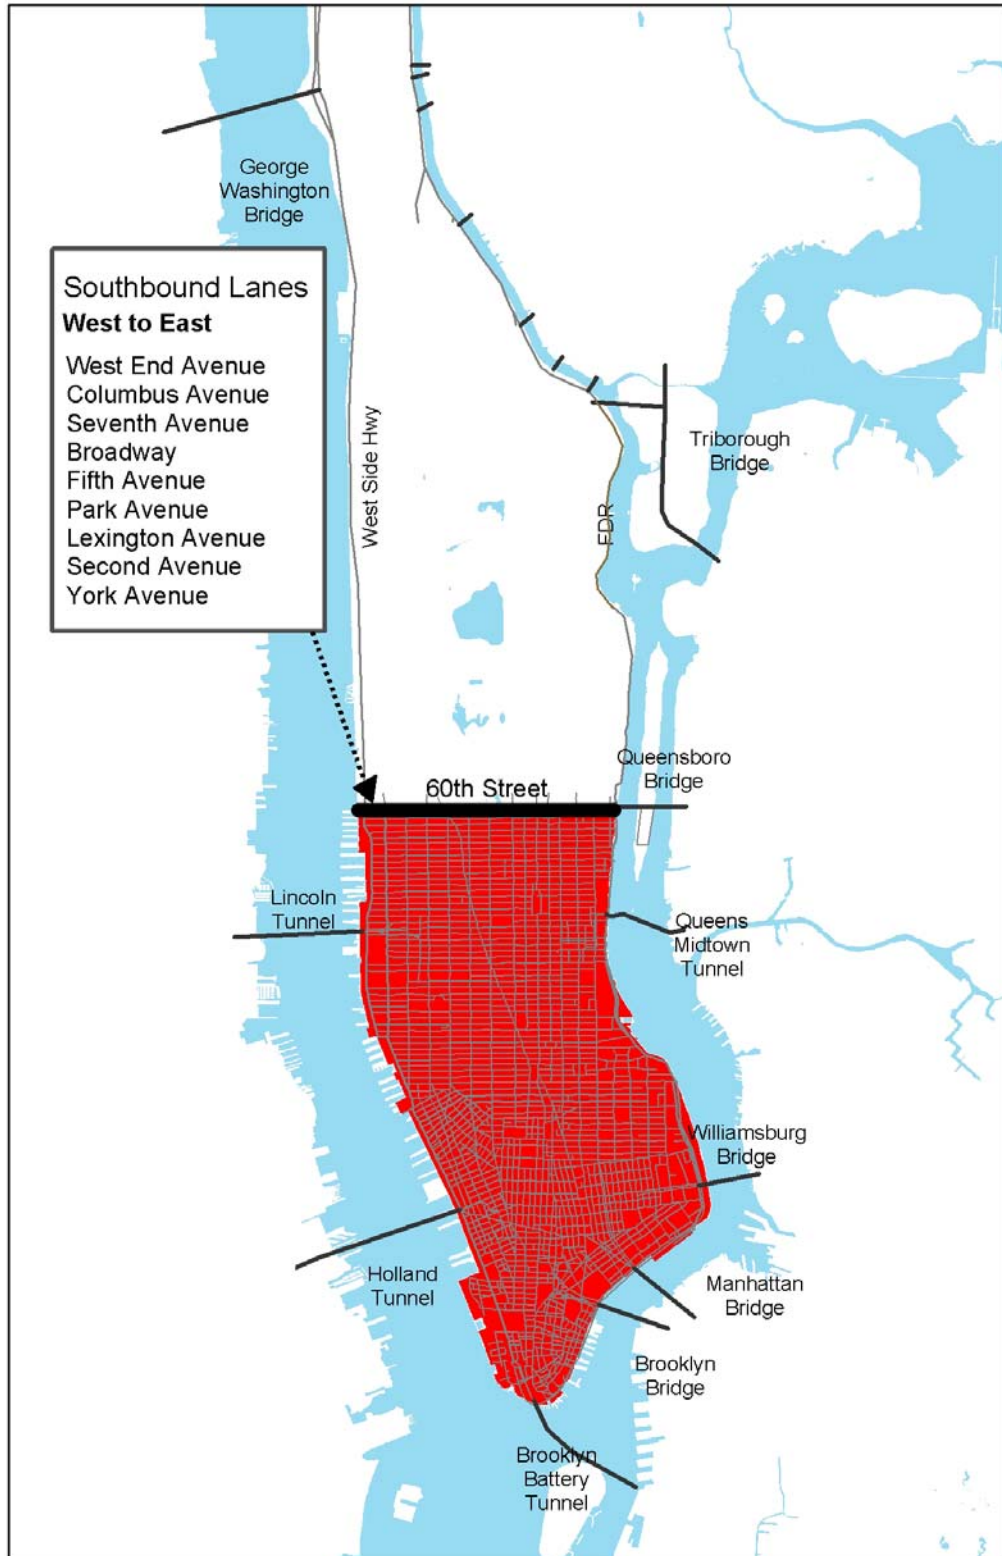 George
Washington
Bridge
Southbound Lanes
West to East
West End Avenue
Columbus Avenue
Seventh Avenue
Broadway
Fifth Avenue
Park Avenue
Lexington Avenue
Second Avenue
York Avenue
West Side Hwy
Triborough
Bridge
FDR
Queensboro
Bridge
60th Street
Lincoln
Tunnel
Queens
Midtown
Tunnel
Williamsburg
Bridge
Holland
Tunnel
Manhattan
Bridge
Brooklyn
Bridge
Brooklyn
Battery
Tunnel